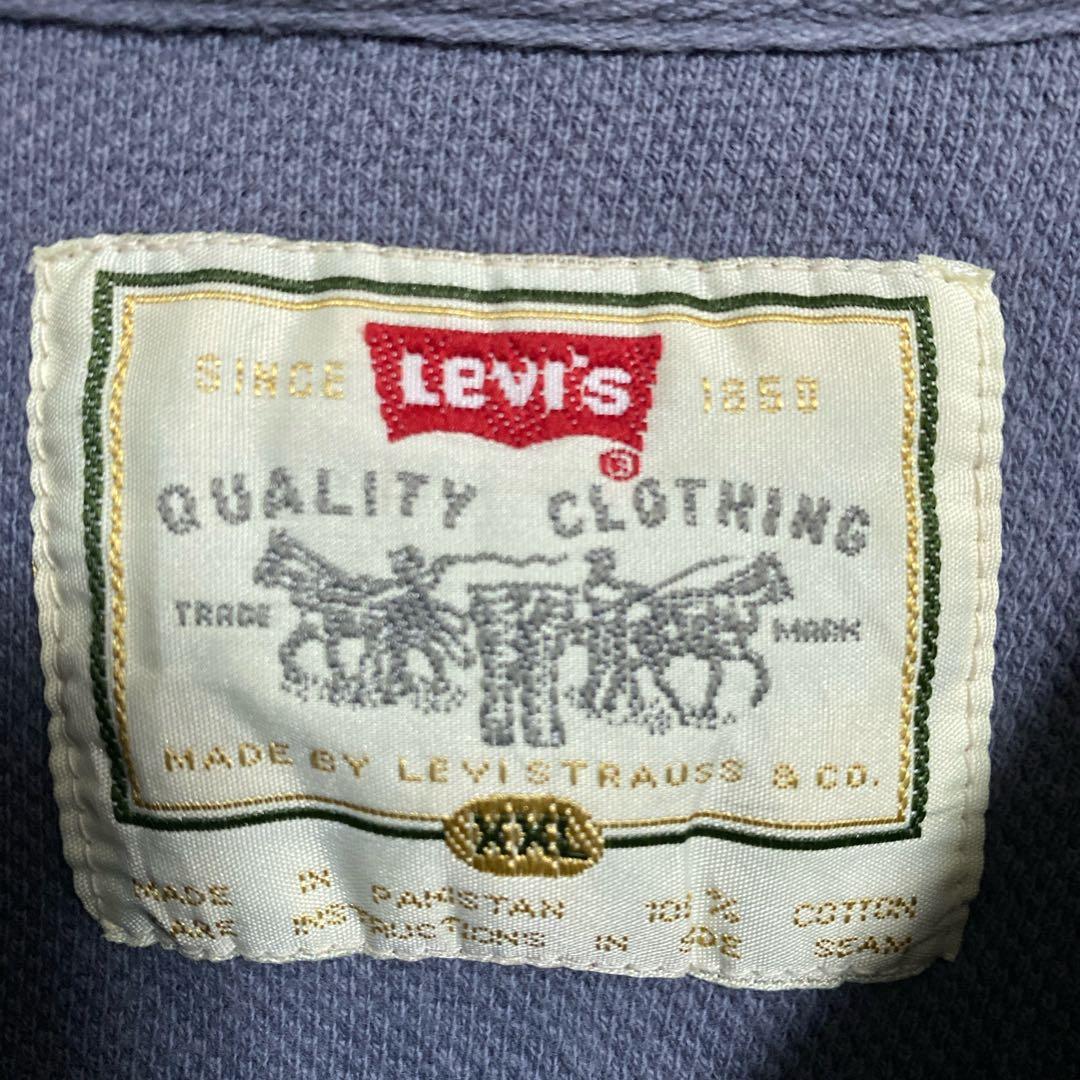 SINCE LEVI'S 1850
®
QUALITY CLOTHING
TRADE MARK
MADE BY LEVI STRAUSS & CO.
XXL
MADE IN PAKISTAN % COTTON
CARE INSTRUCTIONS IN SIDE SEAM